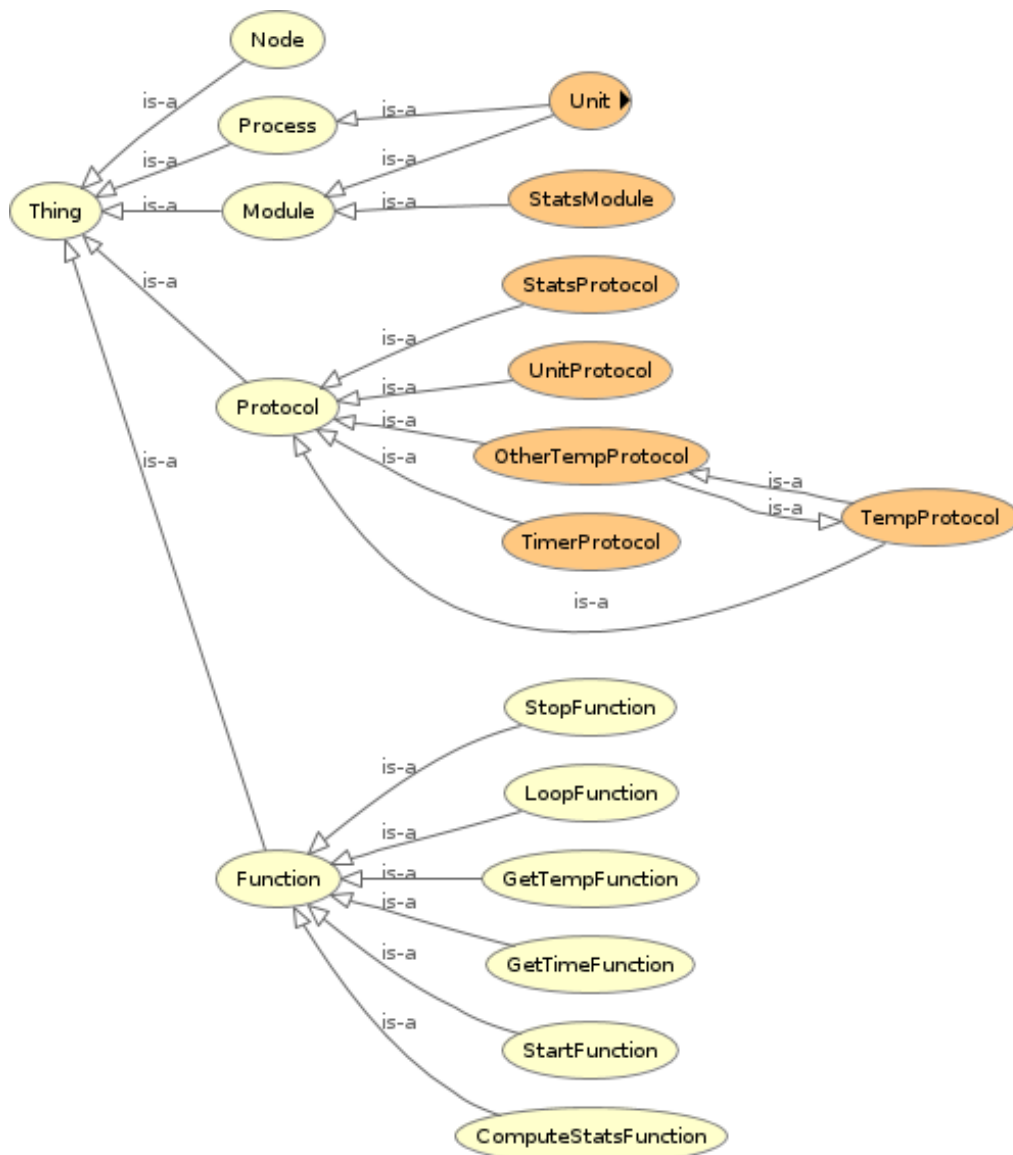 Node
is-a
Unit
is-a
Process
is-a
is-a
Thing
is-a
Module
is-a
StatsModule
is-a
StatsProtocol
is-a
UnitProtocol
is-a
Protocol
is-a
OtherTempProtocol
is-a
is-a
is-a
is-a
TempProtocol
TimerProtocol
is-a
StopFunction
is-a
LoopFunction
is-a
Function
is-a
GetTempFunction
is-a
GetTimeFunction
is-a
StartFunction
is-a
ComputeStatsFunction